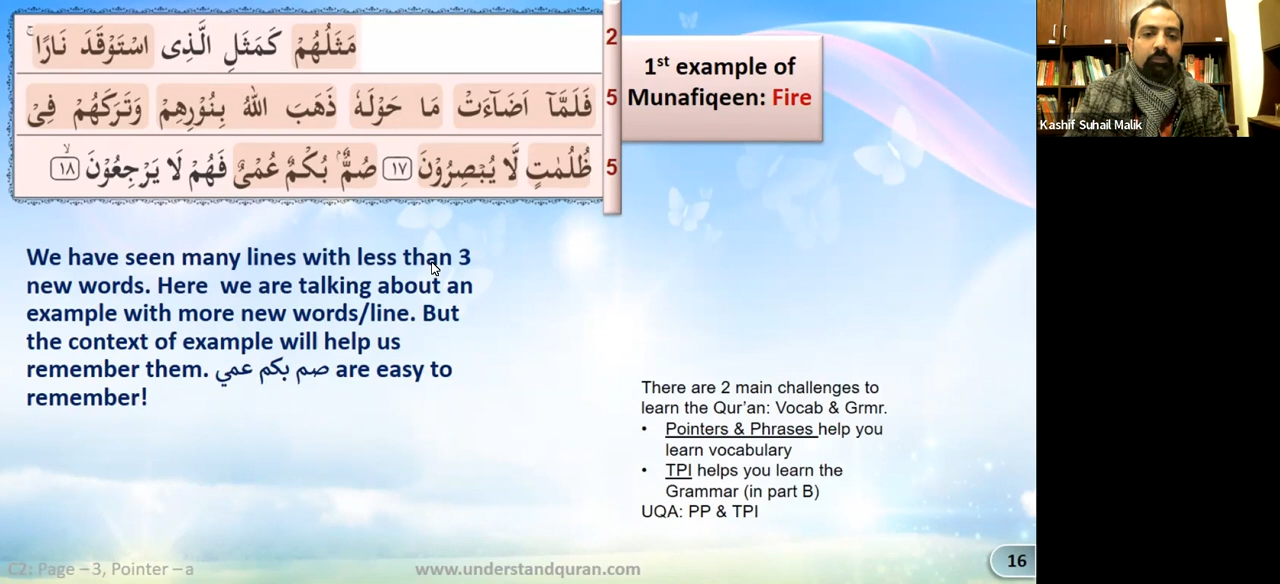 مَثَلُهُمْ كَمَثَلِ الَّذِى اسْتَوْقَدَ نَارًاۚ
2
فَلَمَّآ اَضَآءَتْ مَا حَوْلَهٗ ذَهَبَ اللّٰهُ بِنُوْرِهِمْ وَتَرَكَهُمْ فِىْ
5
ظُلُمٰتٍ لَّا يُبْصِرُوْنَ ١٧ صُمٌّۢ بُكْمٌ عُمْىٌ فَهُمْ لَا يَرْجِعُوْنَۙ ١٨
5
1st example of
Munafiqeen: Fire
Kashif Suhail Malik
We have seen many lines with less than 3
new words. Here we are talking about an
example with more new words/line. But
the context of example will help us
remember them. صم بكم عمي are easy to
remember!
There are 2 main challenges to
learn the Qur’an: Vocab & Grmr.
• Pointers & Phrases help you
learn vocabulary
• TPI helps you learn the
Grammar (in part B)
UQA: PP & TPI
C2: Page – 3, Pointer – a
www.understandquran.com
16